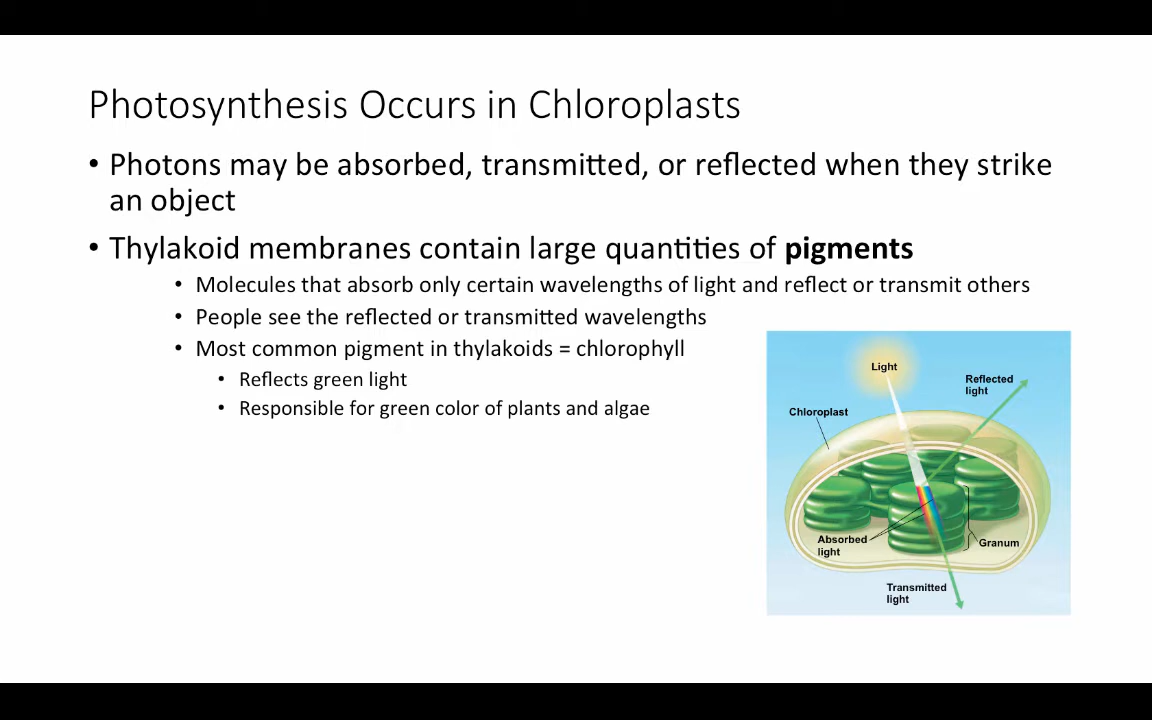 Photosynthesis Occurs in Chloroplasts
• Photons may be absorbed, transmitted, or reflected when they strike
an object
• Thylakoid membranes contain large quantities of pigments
• Molecules that absorb only certain wavelengths of light and reflect or transmit others
• People see the reflected or transmitted wavelengths
• Most common pigment in thylakoids = chlorophyll
• Reflects green light
• Responsible for green color of plants and algae
Light
Reflected
light
Chloroplast
Absorbed
light
Granum
Transmitted
light